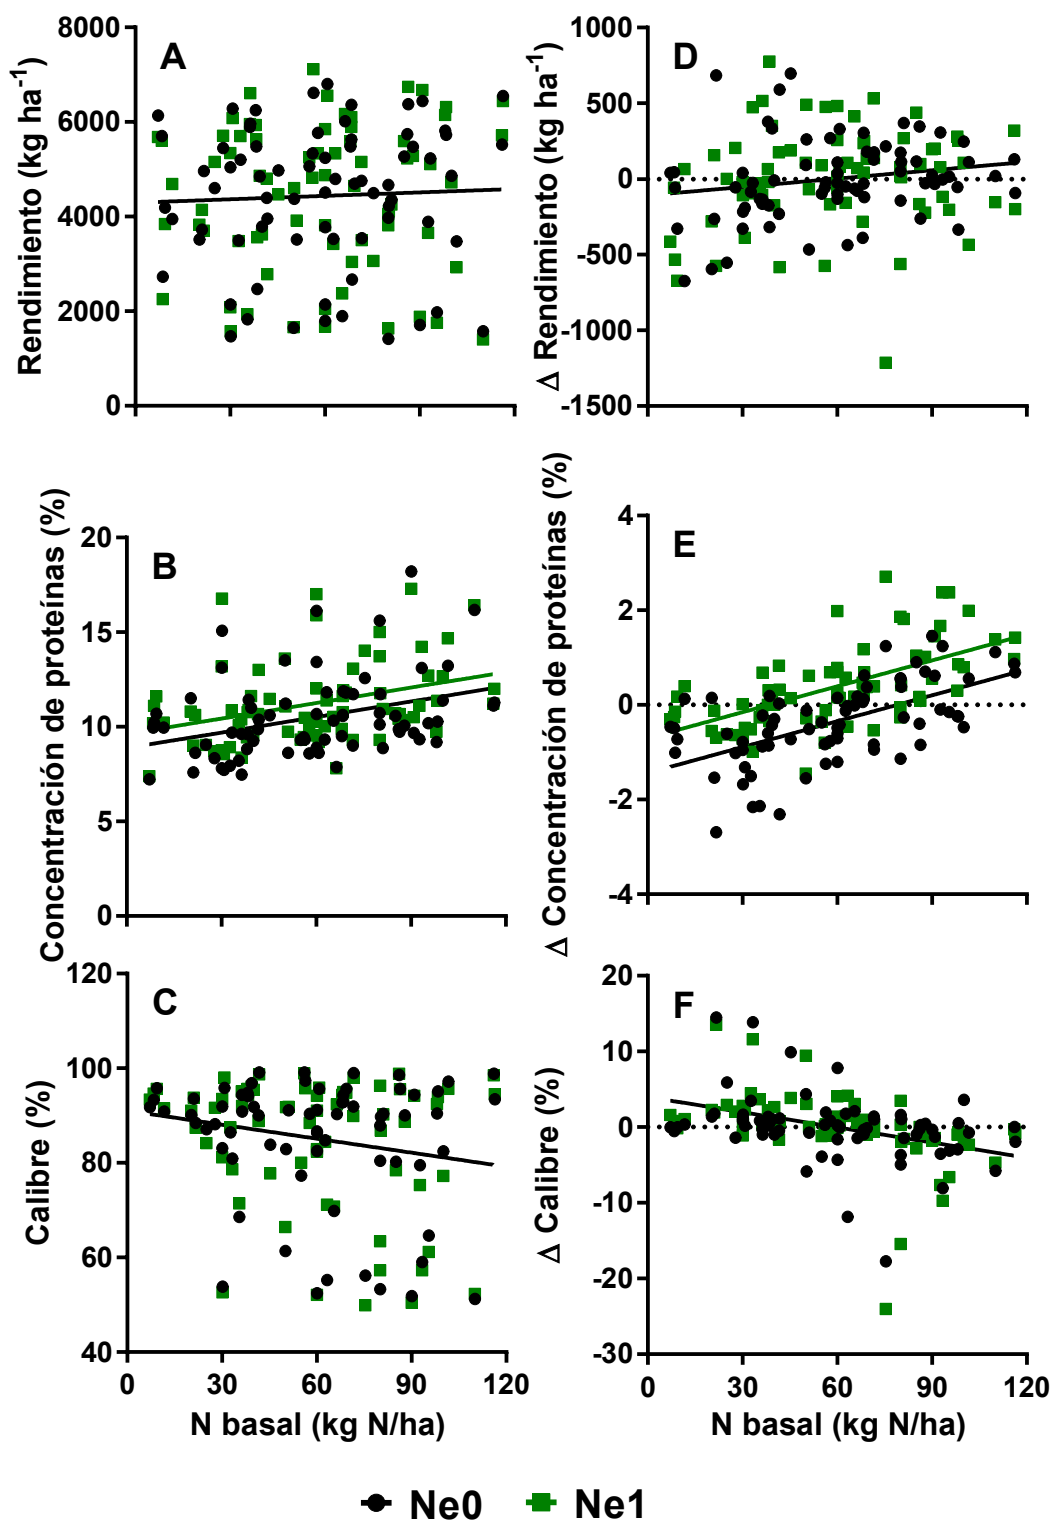 A
Rendimiento (kg ha-1)
8000
6000
4000
2000
0
D
Δ Rendimiento (kg ha-1)
1000
500
0
-500
-1000
-1500
B
Concentración de proteínas (%)
20
15
10
5
0
E
Δ Concentración de proteínas (%)
4
2
0
-2
-4
C
Calibre (%)
120
100
80
60
40
0 30 60 90 120
N basal (kg N/ha)
F
Δ Calibre (%)
20
10
0
-10
-20
-30
0 30 60 90 120
N basal (kg N/ha)
Ne0 Ne1